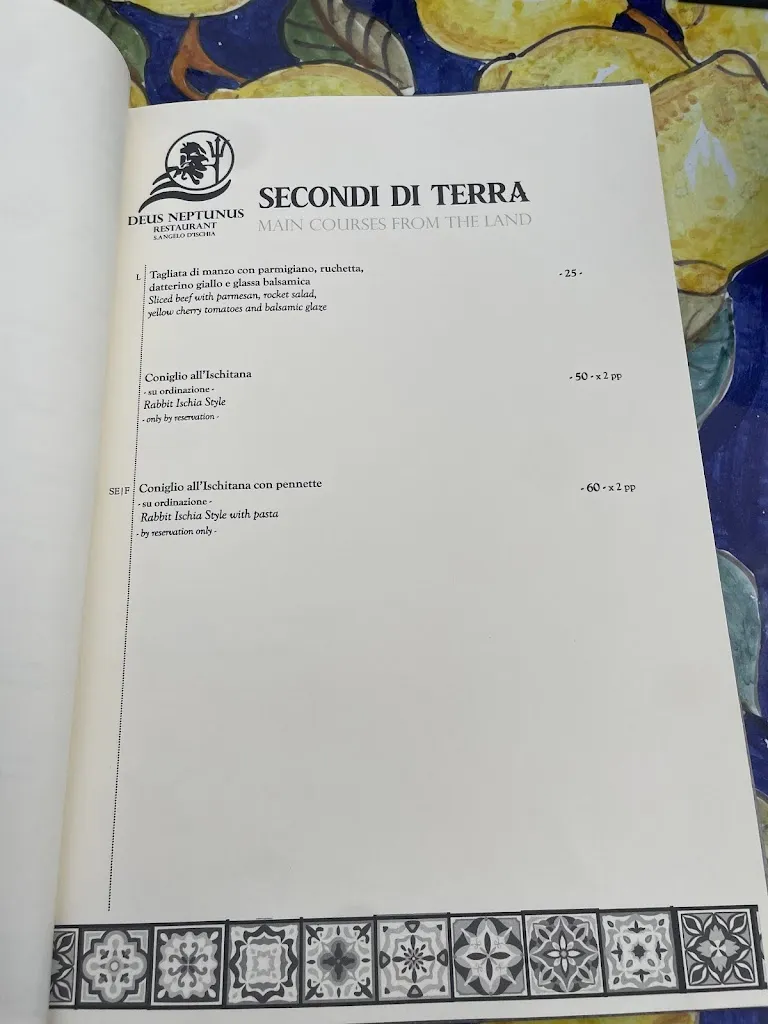 DEUS NEPTUNUS
RESTAURANT
S.ANGELO D'ISCHIA
SECONDI DI TERRA
MAIN COURSES FROM THE LAND
L Tagliata di manzo con parmigiano, ruchetta, - 25 -
datterino giallo e glassa balsamica
Sliced beef with parmesan, rocket salad,
yellow cherry tomatoes and balsamic glaze
Coniglio all'Ischitana - 50 - x 2 pp
- su ordinazione -
Rabbit Ischia Style
- only by reservation -
SE|F Coniglio all'Ischitana con pennette - 60 - x 2 pp
- su ordinazione -
Rabbit Ischia Style with pasta
- by reservation only -